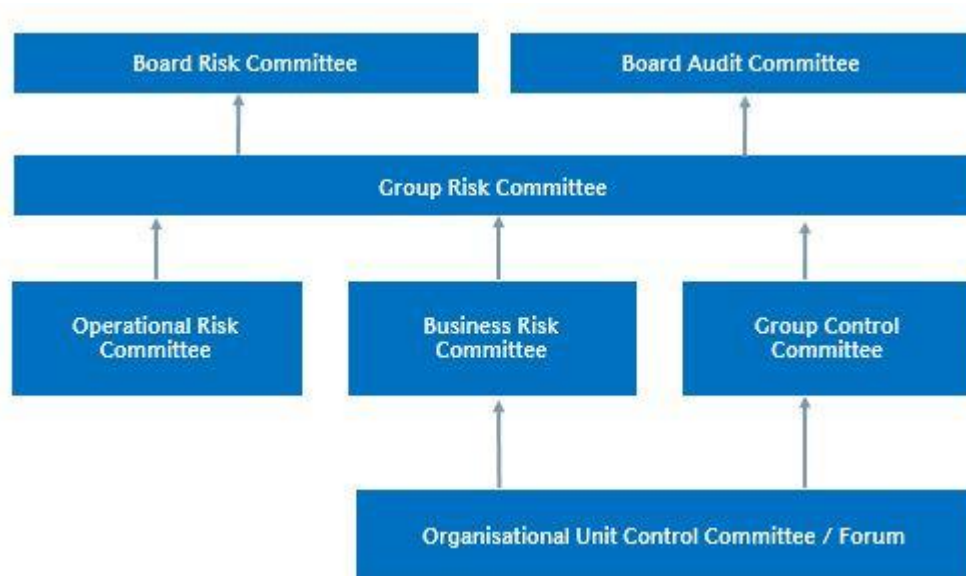 Board Risk Committee
Board Audit Committee
Group Risk Committee
Operational Risk
Committee
Business Risk
Committee
Group Control
Committee
Organisational Unit Control Committee / Forum